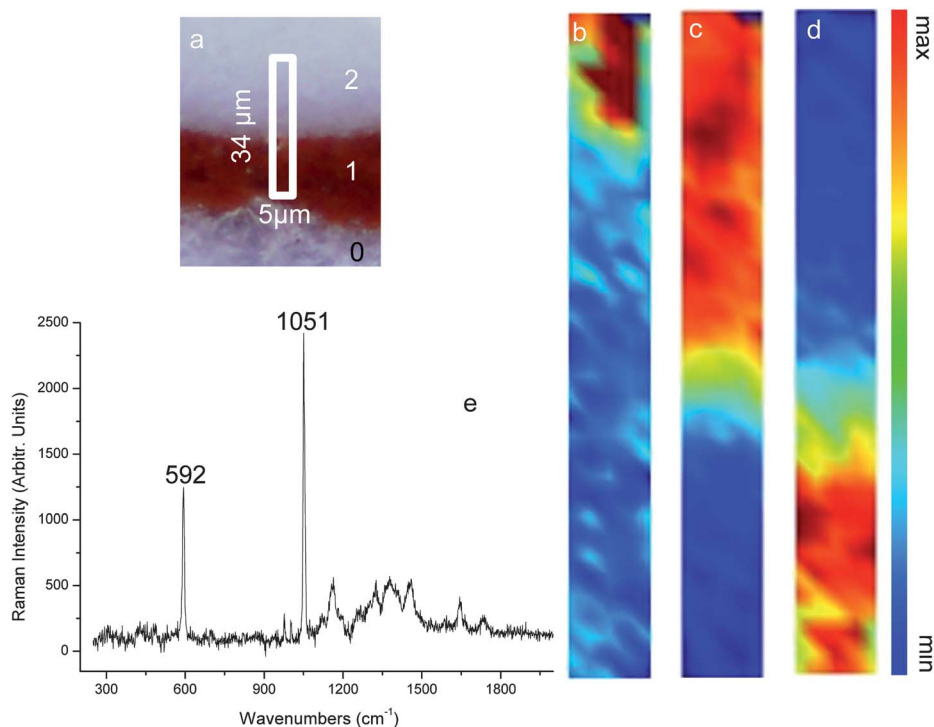 a
2
34 µm
1
5µm
0
b
c
d
max
min
2500
2000
1500
1000
500
0
Raman Intensity (Arbitr. Units)
592
1051
e
300
600
900
1200
1500
1800
Wavenumbers (cm⁻¹)